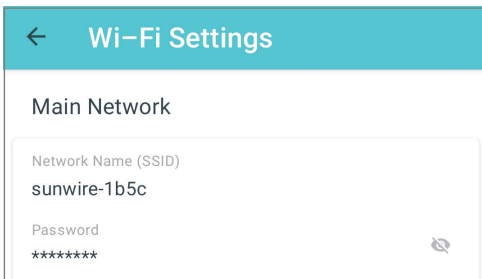 Wi–Fi Settings
Main Network
Network Name (SSID)
sunwire-1b5c
Password
********